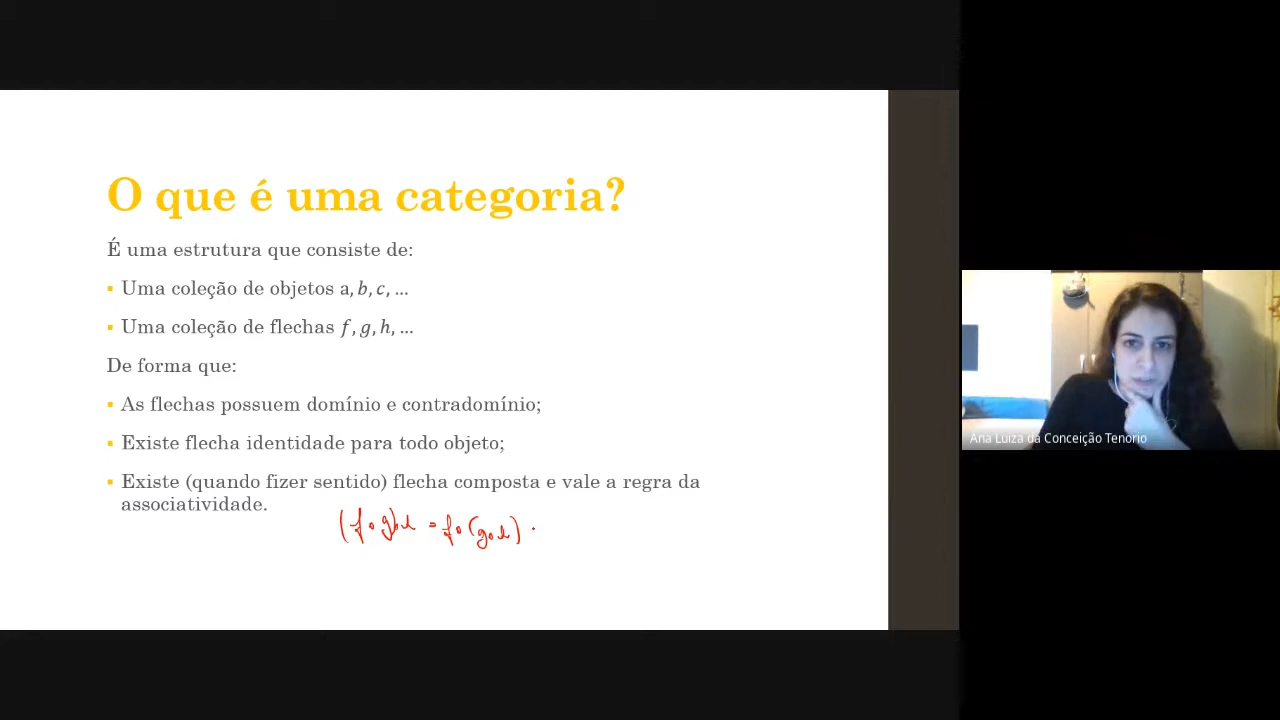 O que é uma categoria?
É uma estrutura que consiste de:
▪ Uma coleção de objetos a, b, c, ...
▪ Uma coleção de flechas f, g, h, ...
De forma que:
▪ As flechas possuem domínio e contradomínio;
▪ Existe flecha identidade para todo objeto;
▪ Existe (quando fizer sentido) flecha composta e vale a regra da
associatividade.
(f∘g)∘h = f∘(g∘h).
Ana Luiza da Conceição Tenorio